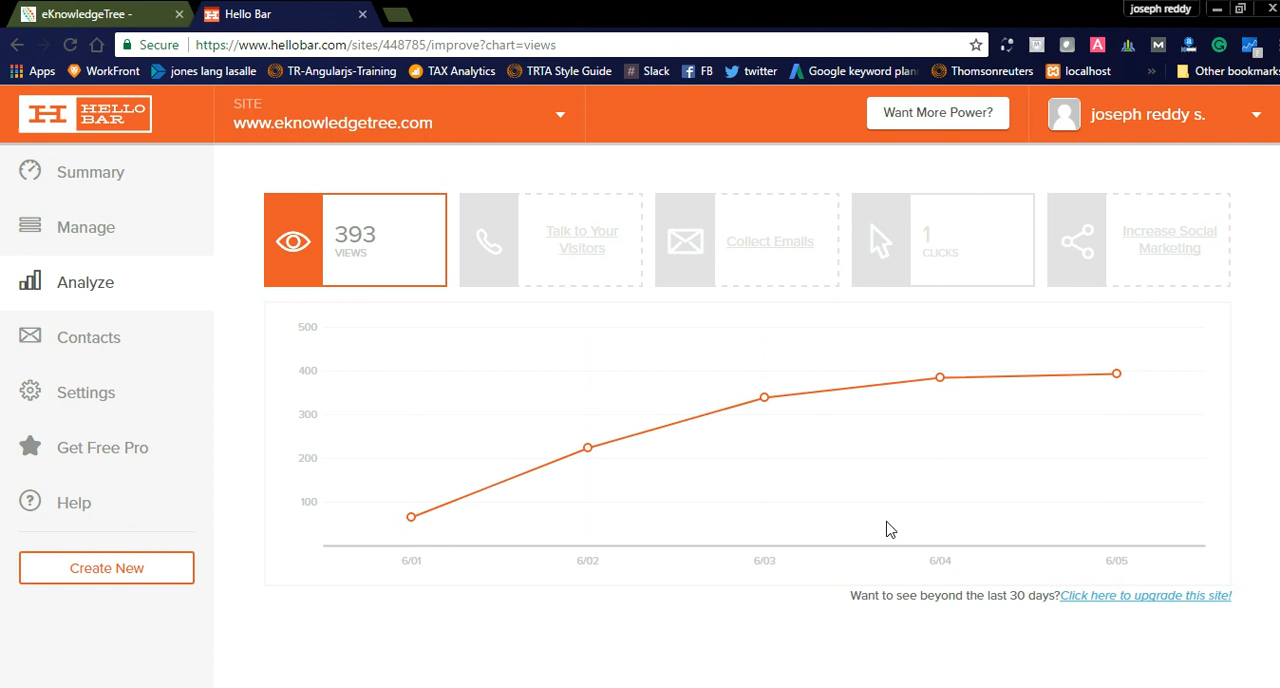 eKnowledgeTree -
Hello Bar
joseph reddy
Secure
https://www.hellobar.com/sites/448785/improve?chart=views
Apps
WorkFront
jones lang lasalle
TR-Angularjs-Training
TAX Analytics
TRTA Style Guide
Slack
FB
twitter
Google keyword plan
Thomsonreuters
localhost
»
Other bookmarks
HELLO
BAR
SITE
www.eknowledgetree.com
Want More Power?
joseph reddy s.
Summary
Manage
Analyze
Contacts
Settings
Get Free Pro
Help
Create New
393
VIEWS
Talk to Your
Visitors
Collect Emails
1
CLICKS
Increase Social
Marketing
500
400
300
200
100
6/01
6/02
6/03
6/04
6/05
Want to see beyond the last 30 days?Click here to upgrade this site!